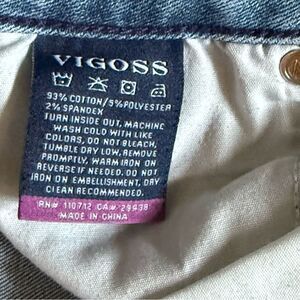 VIGOSS
93% COTTON/5%POLYESTER
2% SPANDEX
TURN INSIDE OUT, MACHINE
WASH COLD WITH LIKE
COLORS, DO NOT BLEACH,
TUMBLE DRY LOW, REMOVE
PROMPTLY, WARM IRON ON
REVERSE IF NEEDED. DO NOT
IRON ON EMBELLISHMENT, DRY
CLEAN RECOMMENDED.
RN# 110712 CA# 29438
MADE IN CHINA